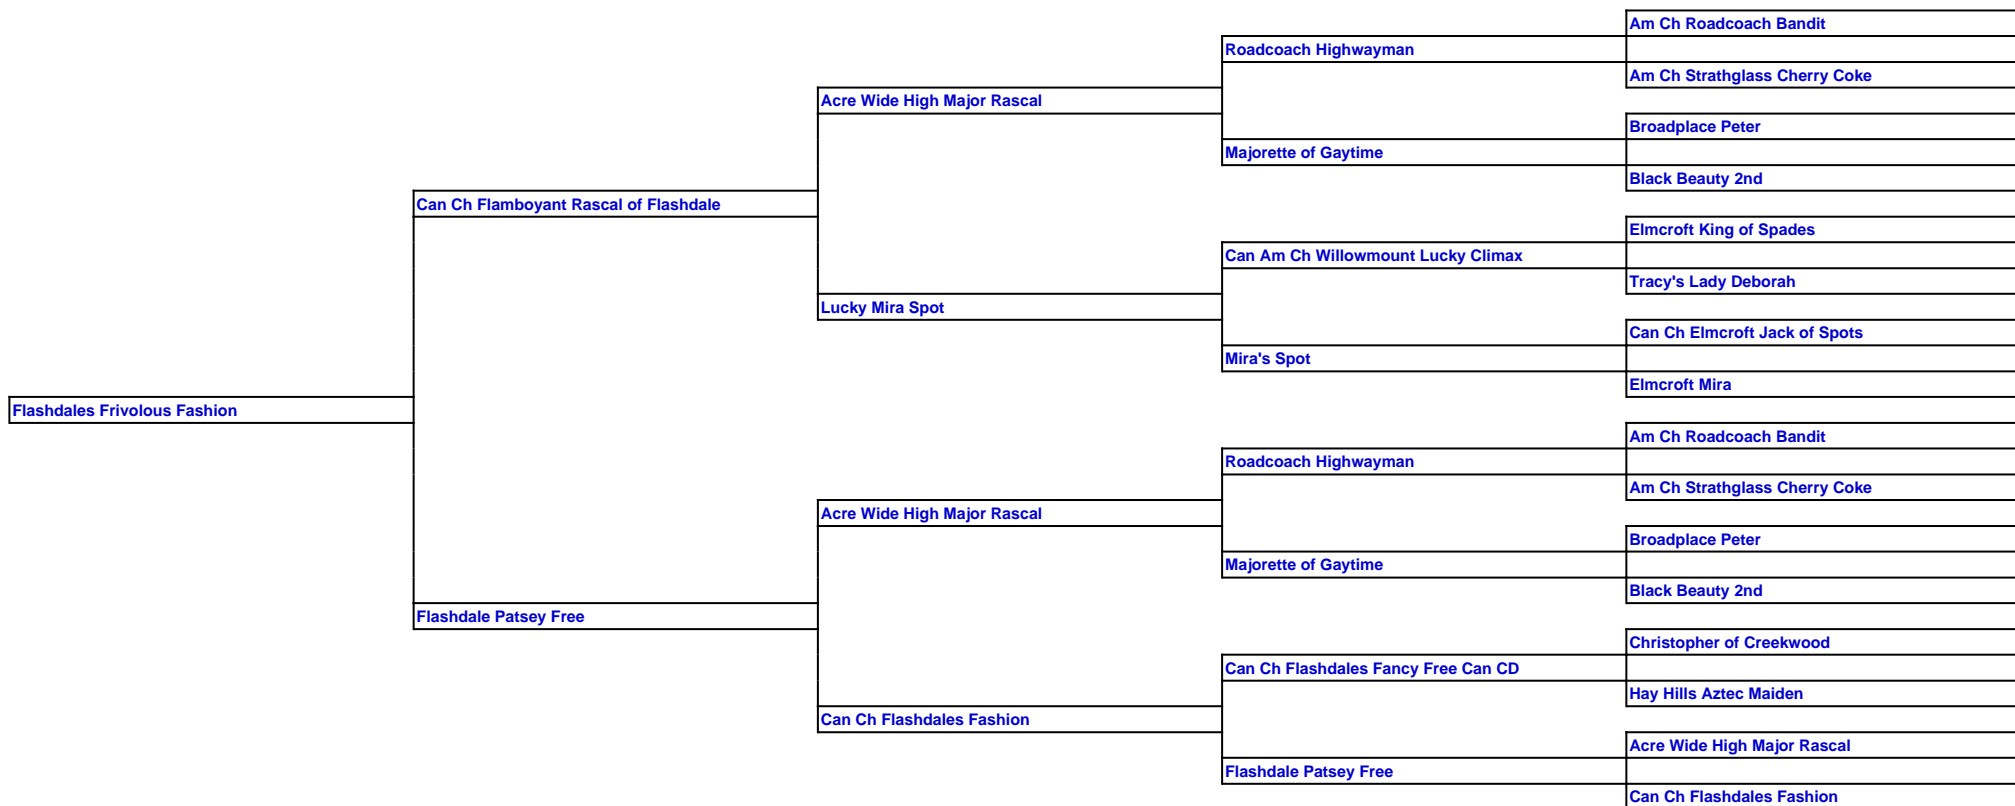 Am Ch Roadcoach Bandit
Roadcoach Highwayman
Am Ch Strathglass Cherry Coke
Acre Wide High Major Rascal
Broadplace Peter
Majorette of Gaytime
Black Beauty 2nd
Can Ch Flamboyant Rascal of Flashdale
Elmcroft King of Spades
Can Am Ch Willowmount Lucky Climax
Tracy's Lady Deborah
Lucky Mira Spot
Can Ch Elmcroft Jack of Spots
Mira's Spot
Elmcroft Mira
Flashdales Frivolous Fashion
Am Ch Roadcoach Bandit
Roadcoach Highwayman
Am Ch Strathglass Cherry Coke
Acre Wide High Major Rascal
Broadplace Peter
Majorette of Gaytime
Black Beauty 2nd
Flashdale Patsey Free
Christopher of Creekwood
Can Ch Flashdales Fancy Free Can CD
Hay Hills Aztec Maiden
Can Ch Flashdales Fashion
Acre Wide High Major Rascal
Flashdale Patsey Free
Can Ch Flashdales Fashion